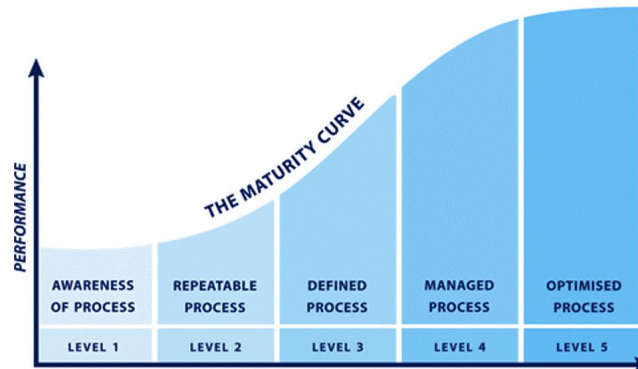 THE MATURITY CURVE
PERFORMANCE
AWARENESS
OF PROCESS
REPEATABLE
PROCESS
DEFINED
PROCESS
MANAGED
PROCESS
OPTIMISED
PROCESS
LEVEL 1
LEVEL 2
LEVEL 3
LEVEL 4
LEVEL 5